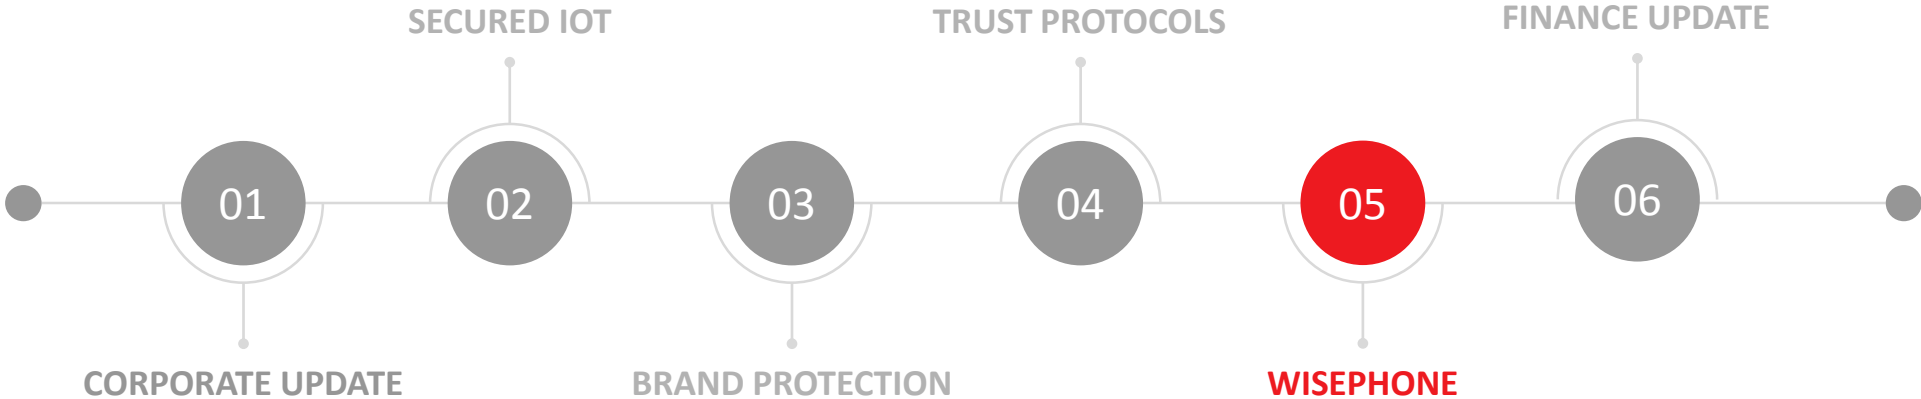 SECURED IOT
TRUST PROTOCOLS
FINANCE UPDATE
01
02
03
04
05
06
CORPORATE UPDATE
BRAND PROTECTION
WISEPHONE